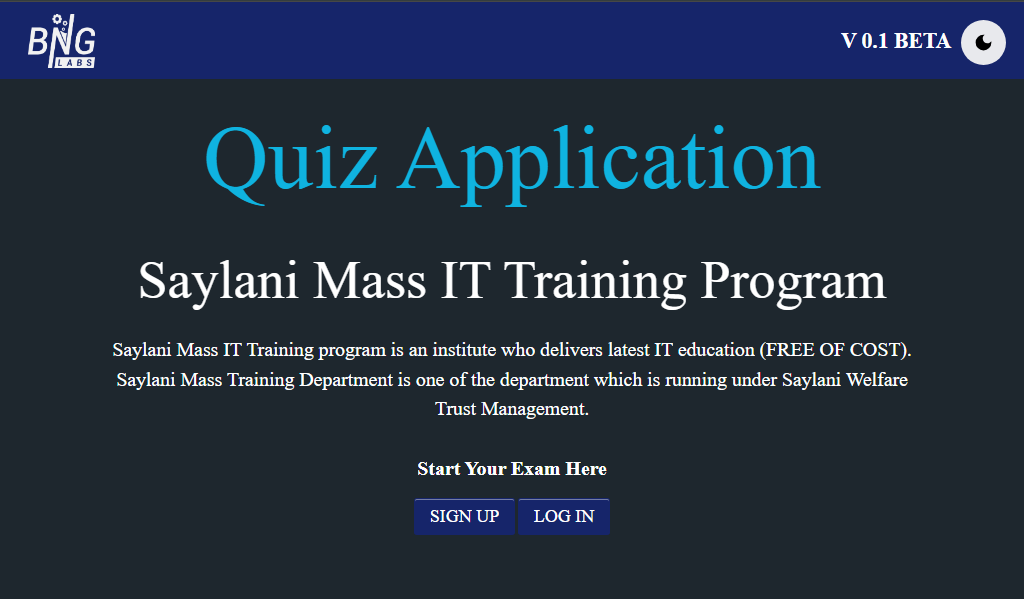 BNG
LABS
V 0.1 BETA
Quiz Application
Saylani Mass IT Training Program
Saylani Mass IT Training program is an institute who delivers latest IT education (FREE OF COST).
Saylani Mass Training Department is one of the department which is running under Saylani Welfare
Trust Management.
Start Your Exam Here
SIGN UP
LOG IN